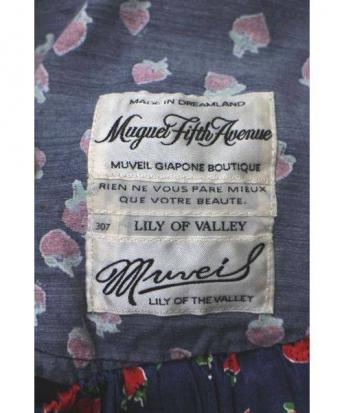 MADE IN DREAMLAND
Muguet Fifth Avenue
MUVEIL GIAPONE BOUTIQUE
RIEN NE VOUS PARE MIEUX
QUE VOTRE BEAUTE.
307 LILY OF VALLEY
Muveil
LILY OF THE VALLEY